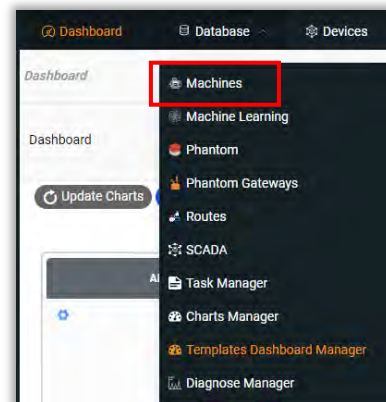 Dashboard Database Devices
Dashboard
Machines
Machine Learning
Dashboard
Phantom
Phantom Gateways
Update Charts
Routes
SCADA
Task Manager
Charts Manager
Templates Dashboard Manager
Diagnose Manager